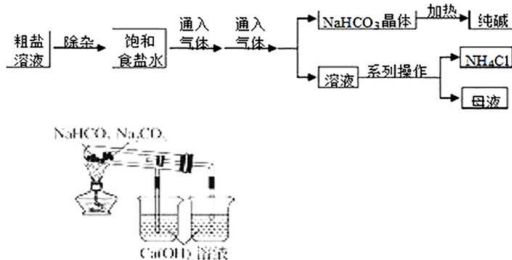 粗盐
溶液
除杂
饱和
食盐水
通入
气体
通入
气体
NaHCO₃晶体
加热
纯碱
溶液
系列操作
NH₄Cl
母液
NaHCO₃ Na₂CO₃
Ca(OH)₂溶液